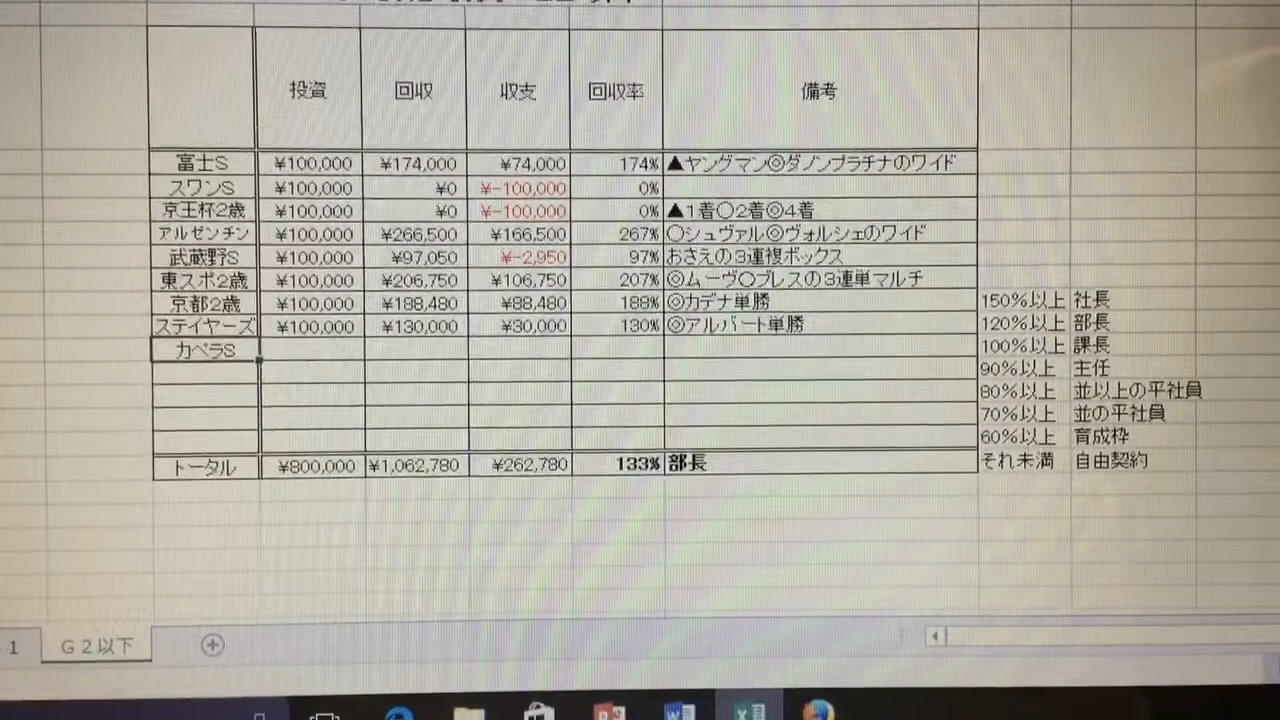 投資 回収 収支 回収率 備考
富士S ¥100,000 ¥174,000 ¥74,000 174% ▲ヤングマン◎ダノンプラチナのワイド
スワンS ¥100,000 ¥0 ¥-100,000 0%
京王杯2歳 ¥100,000 ¥0 ¥-100,000 0% ▲1着〇2着◎4着
アルゼンチン ¥100,000 ¥266,500 ¥166,500 267% 〇シュヴァル◎ヴォルシェのワイド
武蔵野S ¥100,000 ¥97,050 ¥-2,950 97% おさえの3連複ボックス
東スポ2歳 ¥100,000 ¥206,750 ¥106,750 207% ◎ムーヴ〇ブレスの3連単マルチ
京都2歳 ¥100,000 ¥188,480 ¥88,480 188% ◎カデナ単勝 150%以上 社長
ステイヤーズ ¥100,000 ¥130,000 ¥30,000 130% ◎アルバート単勝 120%以上 部長
カペラS 100%以上 課長
90%以上 主任
80%以上 並以上の平社員
70%以上 並の平社員
60%以上 育成枠
トータル ¥800,000 ¥1,062,780 ¥262,780 133% 部長 それ未満 自由契約
1 G2以下